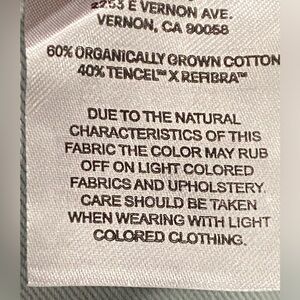 2253 E VERNON AVE.
VERNON, CA 90058
60% ORGANICALLY GROWN COTTON
40% TENCEL™ X REFIBRA™
DUE TO THE NATURAL
CHARACTERISTICS OF THIS
FABRIC THE COLOR MAY RUB
OFF ON LIGHT COLORED
FABRICS AND UPHOLSTERY.
CARE SHOULD BE TAKEN
WHEN WEARING WITH LIGHT
COLORED CLOTHING.